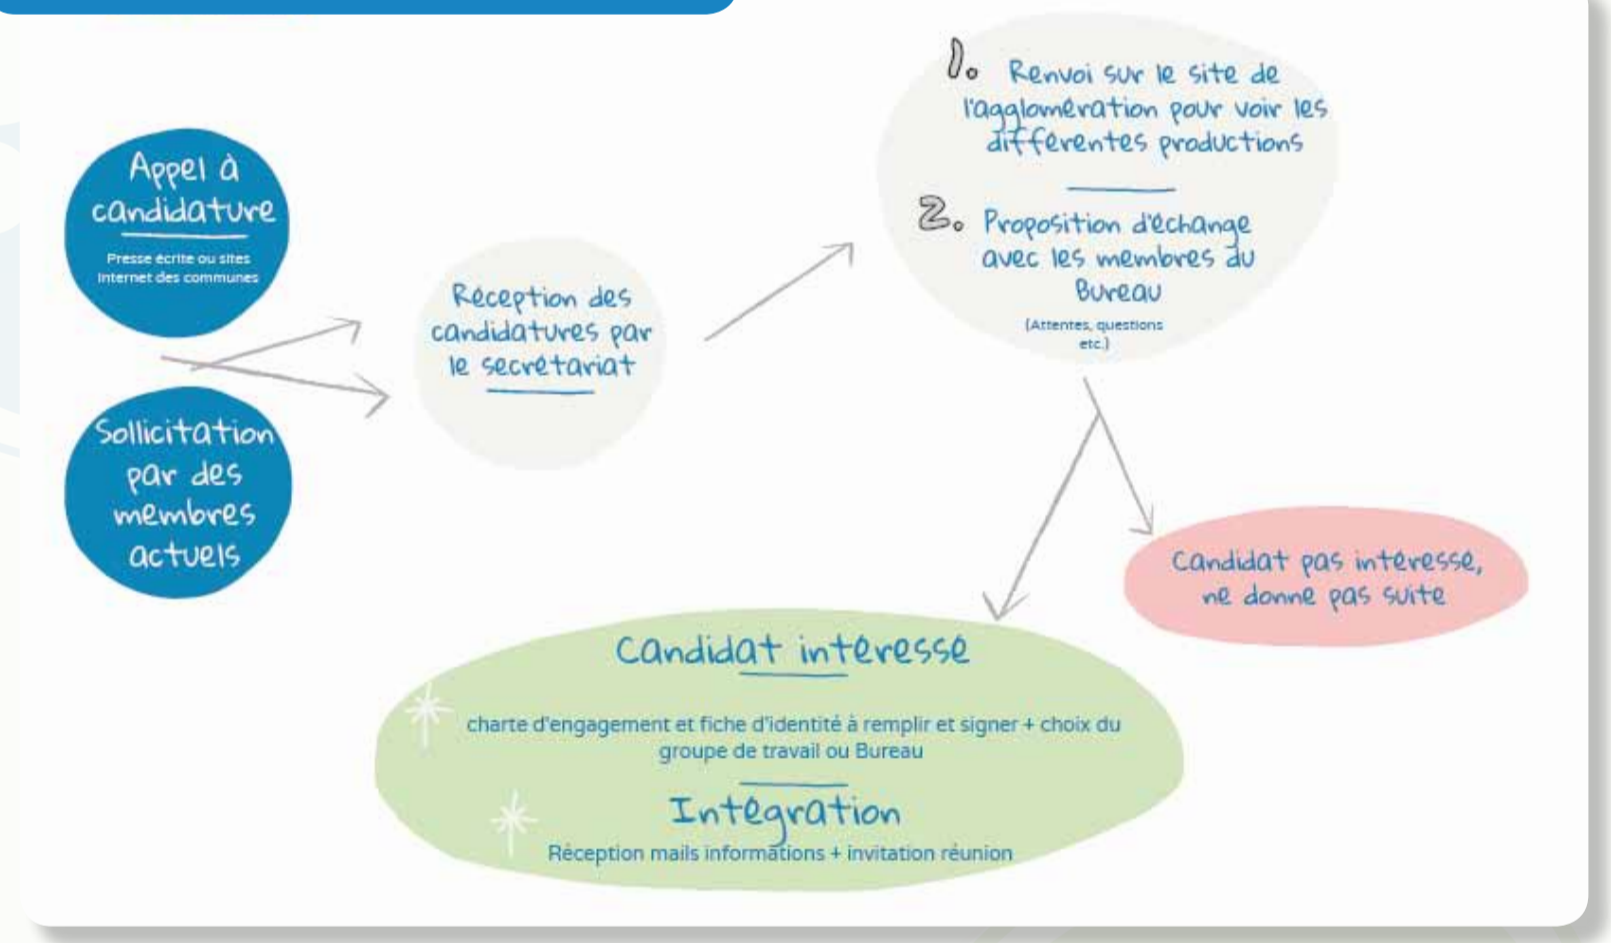 Appel à
candidature
Presse écrite ou sites
Internet des communes
Sollicitation
par des
membres
actuels
Réception des
candidatures par
le secrétariat
1. Renvoi sur le site de
l'agglomération pour voir les
différentes productions
2. Proposition d'échange
avec les membres du
Bureau
(Attentes, questions
etc.)
Candidat pas intéressé,
ne donne pas suite
Candidat intéressé
charte d'engagement et fiche d'identité à remplir et signer + choix du
groupe de travail ou Bureau
Intégration
Réception mails informations + invitation réunion